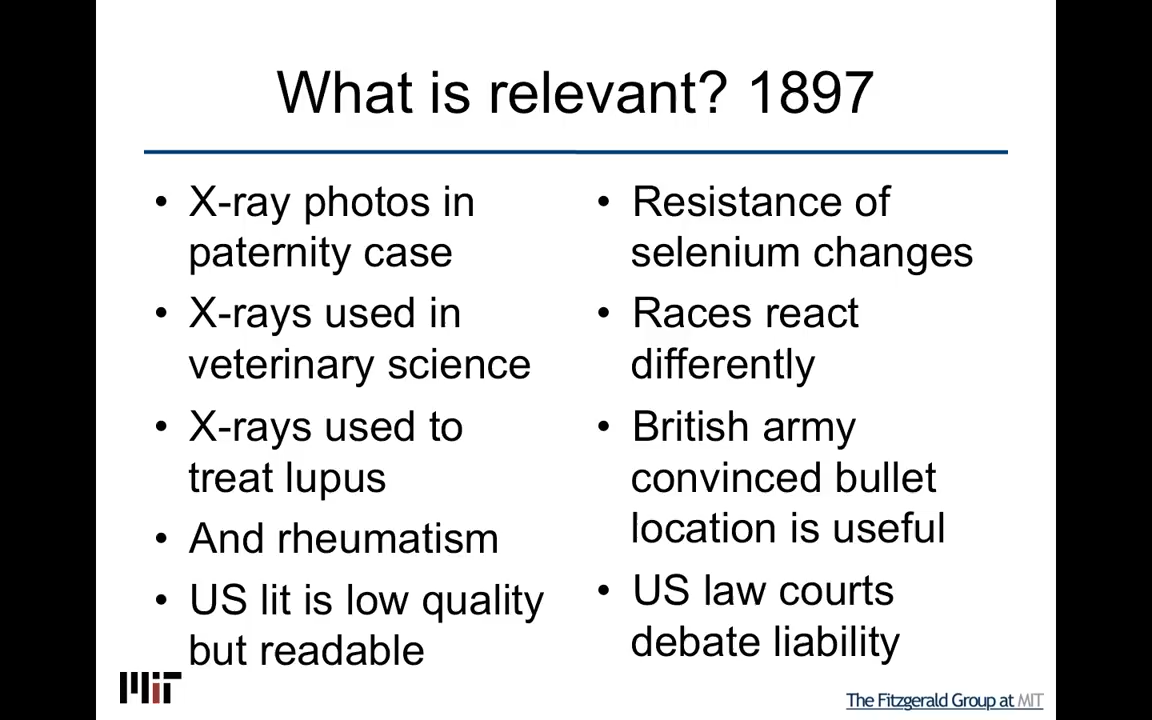 What is relevant? 1897
• X-ray photos in
paternity case
• X-rays used in
veterinary science
• X-rays used to
treat lupus
• And rheumatism
• US lit is low quality
but readable
• Resistance of
selenium changes
• Races react
differently
• British army
convinced bullet
location is useful
• US law courts
debate liability
MIT
The Fitzgerald Group at MIT